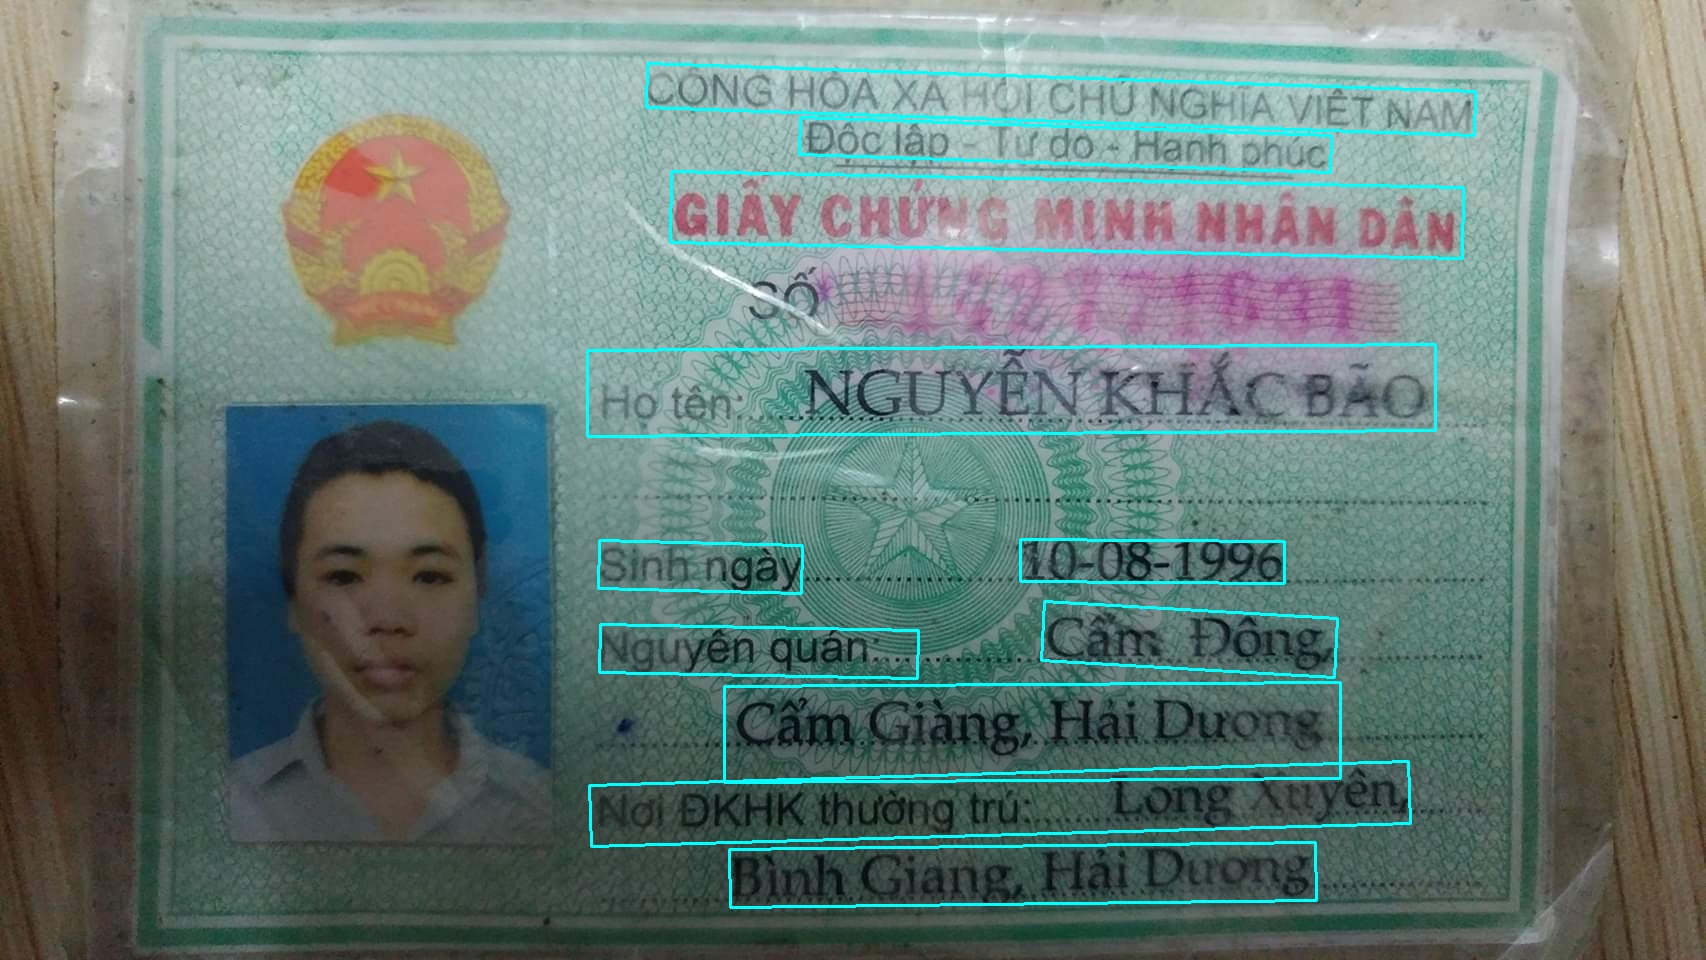 CỘNG HÒA XÃ HỘI CHỦ NGHĨA VIỆT NAM
Độc lập - Tự do - Hạnh phúc
GIẤY CHỨNG MINH NHÂN DÂN
SỐ
Họ tên: NGUYỄN KHẮC BÃO
Sinh ngày 10-08-1996
Nguyên quán: Cẩm Đông,
Cẩm Giàng, Hải Dương
Nơi ĐKHK thường trú: Long Xuyên,
Bình Giang, Hải Dương